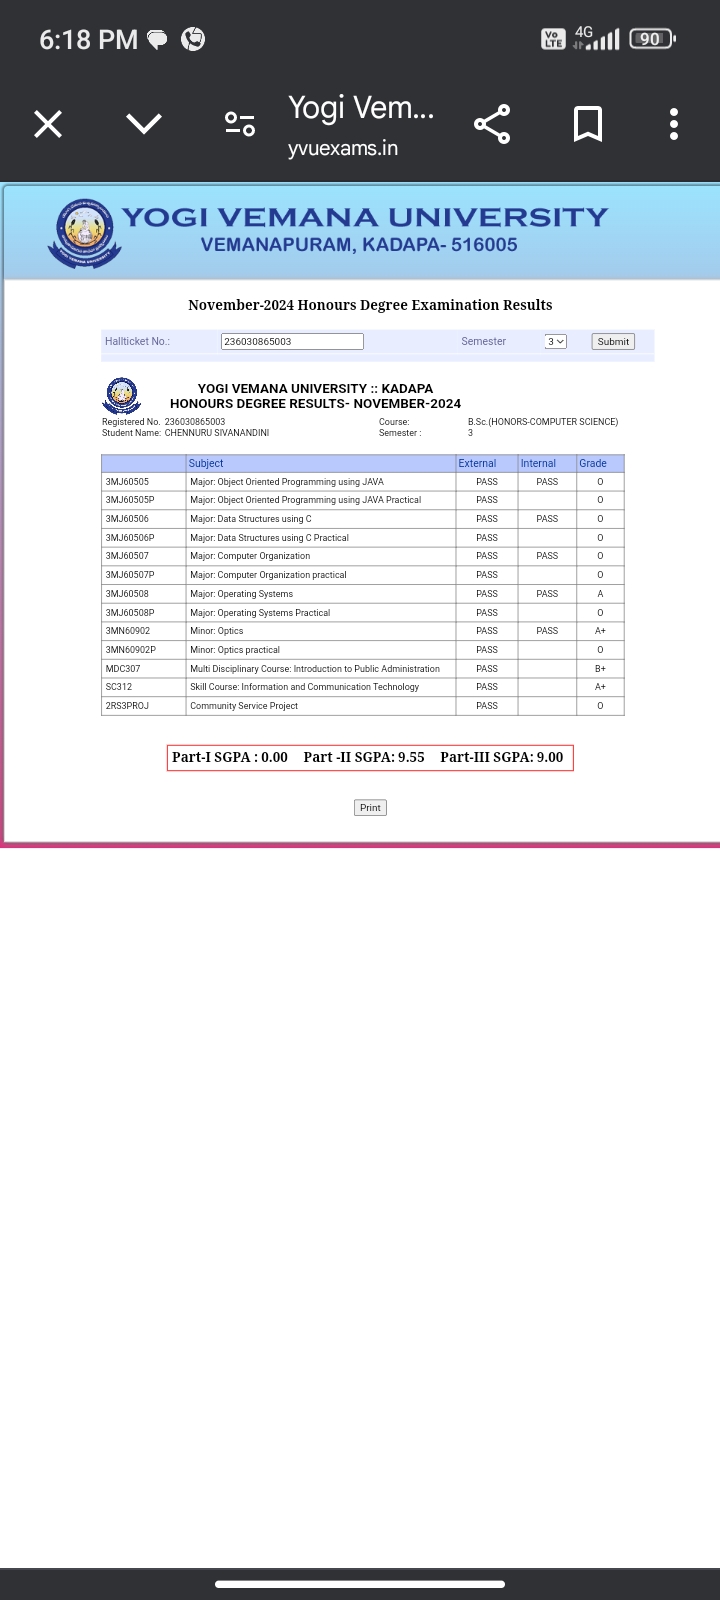 6:18 PM
Vo LTE 4G 90
Yogi Vem...
yvuexams.in
YOGI VEMANA UNIVERSITY
VEMANAPURAM, KADAPA- 516005
November-2024 Honours Degree Examination Results
Hallticket No.: 236030865003 Semester 3 Submit
YOGI VEMANA UNIVERSITY :: KADAPA
HONOURS DEGREE RESULTS- NOVEMBER-2024
Registered No. 236030865003 Course: B.Sc.(HONORS-COMPUTER SCIENCE)
Student Name: CHENNURU SIVANANDINI Semester : 3
Subject External Internal Grade
3MJ60505 Major: Object Oriented Programming using JAVA PASS PASS O
3MJ60505P Major: Object Oriented Programming using JAVA Practical PASS O
3MJ60506 Major: Data Structures using C PASS PASS O
3MJ60506P Major: Data Structures using C Practical PASS O
3MJ60507 Major: Computer Organization PASS PASS O
3MJ60507P Major: Computer Organization practical PASS O
3MJ60508 Major: Operating Systems PASS PASS A
3MJ60508P Major: Operating Systems Practical PASS O
3MN60902 Minor: Optics PASS PASS A+
3MN60902P Minor: Optics practical PASS O
MDC307 Multi Disciplinary Course: Introduction to Public Administration PASS B+
SC312 Skill Course: Information and Communication Technology PASS A+
2RS3PROJ Community Service Project PASS O
Part-I SGPA : 0.00 Part -II SGPA: 9.55 Part-III SGPA: 9.00
Print